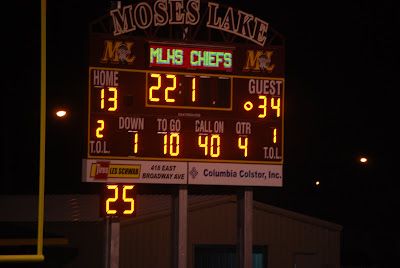 MOSES LAKE
ML MLHS CHIEFS ML
HOME 22 1 GUEST
13 34
2 DOWN TO GO CALL ON QTR 1
T.O.L 1 10 40 4 T.O.L.
LES SCHWAB 416 EAST BROADWAY AVE Columbia Colstor, Inc.
25